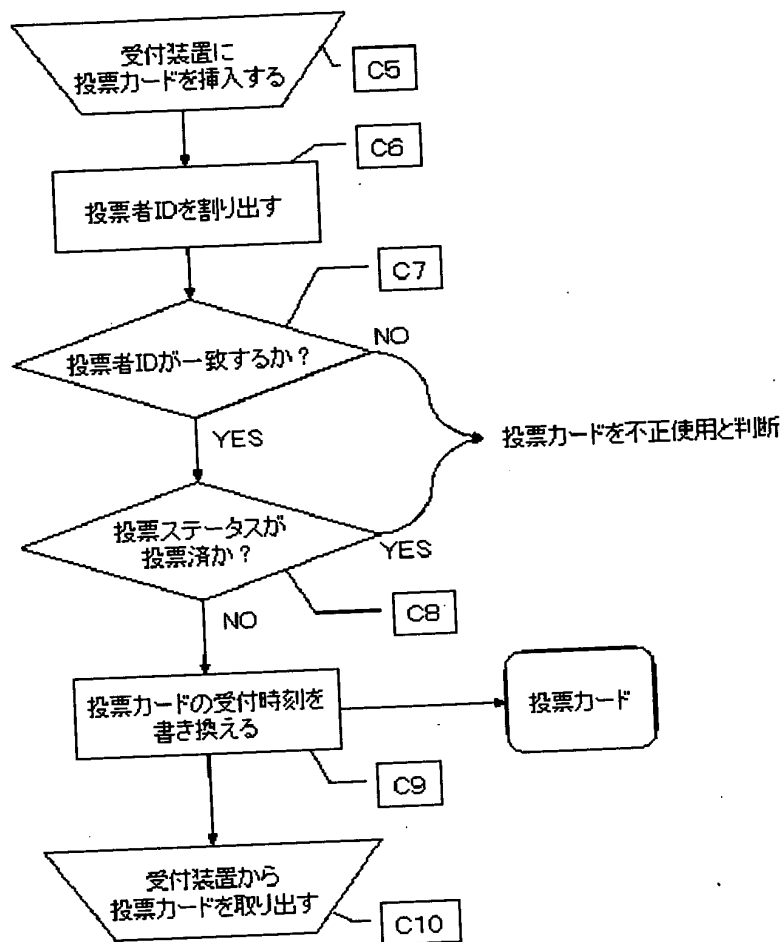 受付装置に
投票カードを挿入する
C5
C6
投票者IDを割り出す
C7
投票者IDが一致するか?
NO
投票カードを不正使用と判断
YES
投票ステータスが
投票済か?
YES
C8
NO
投票カードの受付時刻を
書き換える
投票カード
C9
受付装置から
投票カードを取り出す
C10